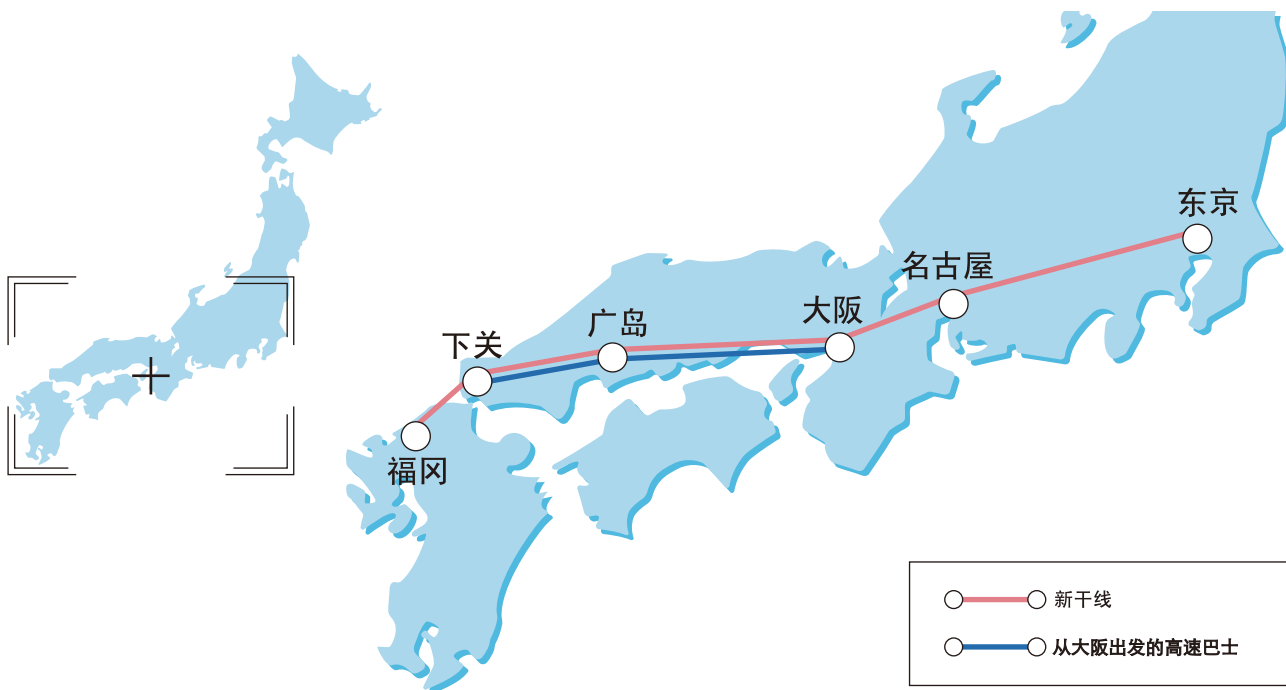 东京
名古屋
大阪
广岛
下关
福冈
新干线
从大阪出发的高速巴士